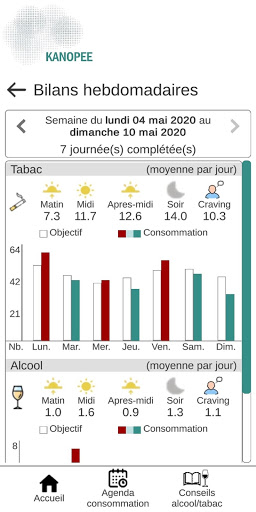 KANOPEE
Bilans hebdomadaires
Semaine du lundi 04 mai 2020 au
dimanche 10 mai 2020
7 journée(s) complétée(s)
Tabac (moyenne par jour)
Matin Midi Apres-midi Soir Craving
7.3 11.7 12.6 14.0 10.3
Objectif Consommation
64
42
21
Nb. Lun. Mar. Mer. Jeu. Ven. Sam. Dim.
Alcool (moyenne par jour)
Matin Midi Apres-midi Soir Craving
1.0 1.6 0.9 1.3 1.1
Objectif Consommation
8
Accueil
Agenda
consommation
Conseils
alcool/tabac